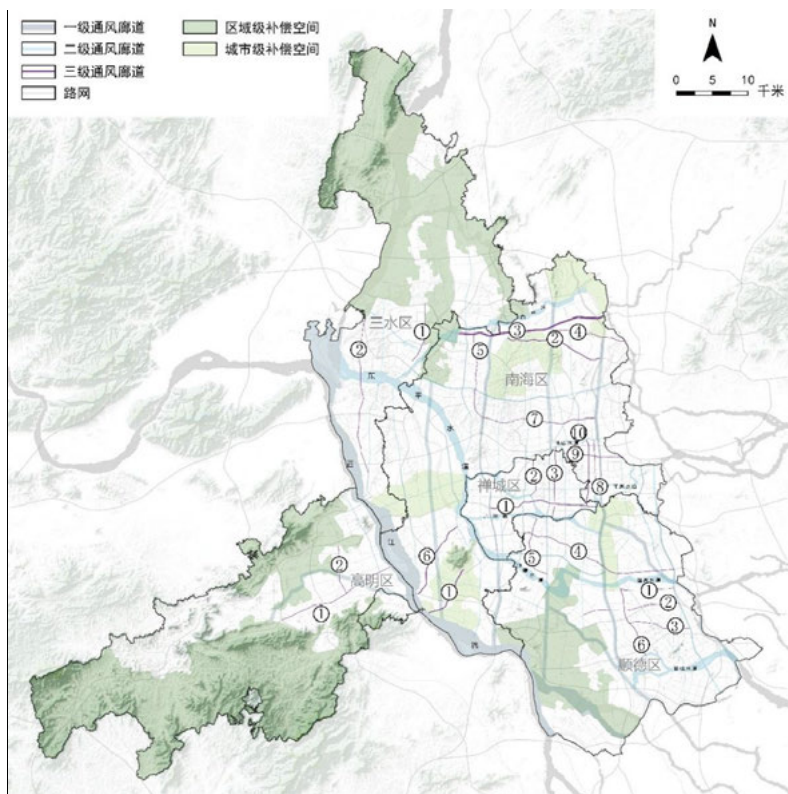 一级通风廊道
二级通风廊道
三级通风廊道
路网
区域级补偿空间
城市级补偿空间
N
0 5 10 千米
三水区
①
②
③
②
④
⑤
东
平
水
道
南海区
⑦
⑩
⑨
②
③
禅城区
⑧
①
西
江
⑥
⑤
④
②
高明区
①
①
①
②
③
⑥
顺德区
西